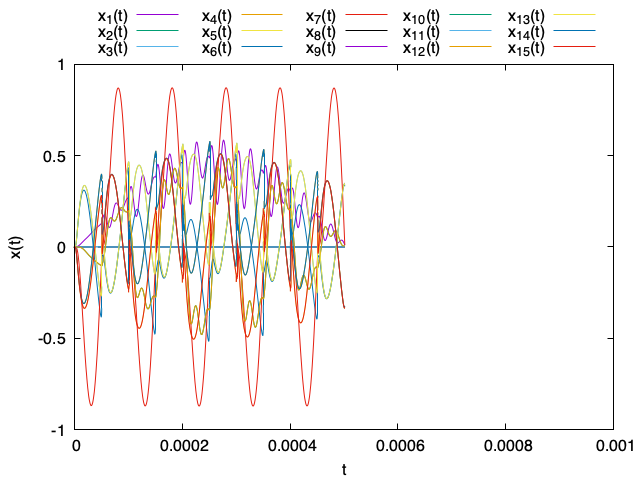 x1(t) x4(t) x7(t) x10(t) x13(t)
x2(t) x5(t) x8(t) x11(t) x14(t)
x3(t) x6(t) x9(t) x12(t) x15(t)
1
0.5
0
-0.5
-1
x(t)
0 0.0002 0.0004 0.0006 0.0008 0.001
t